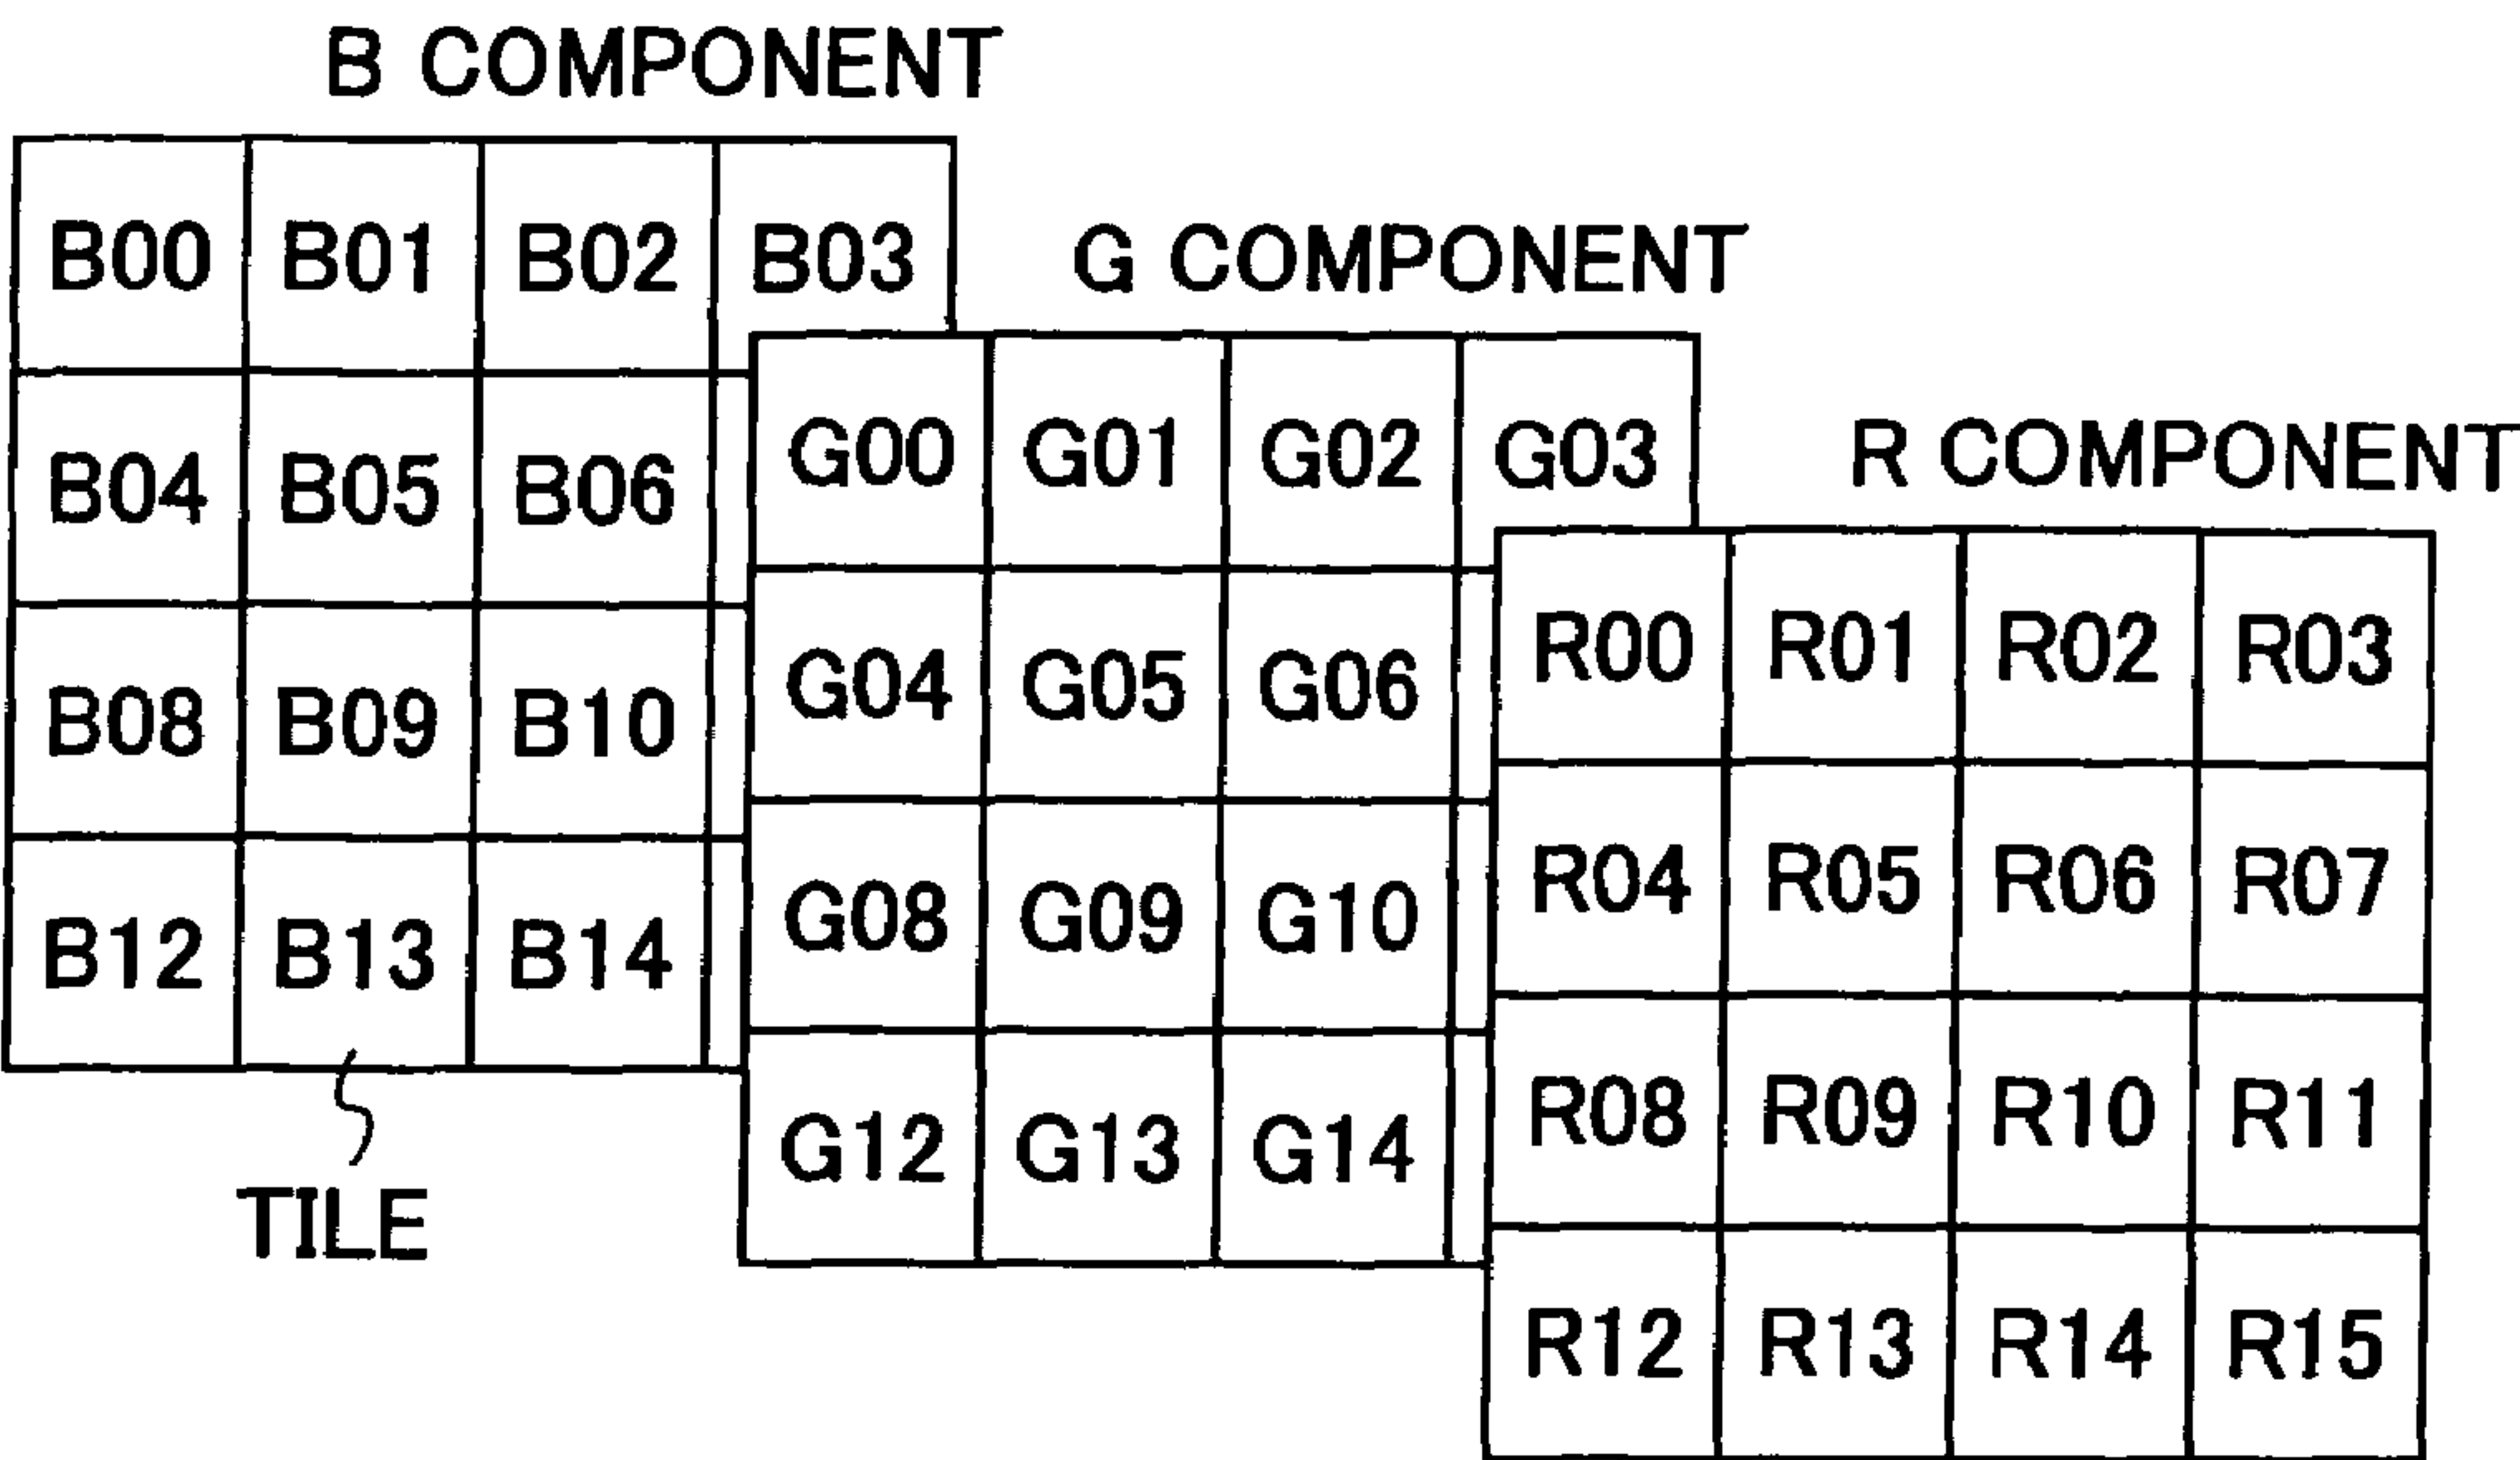 B COMPONENT
B00 B01 B02 B03
B04 B05 B06
B08 B09 B10
B12 B13 B14
TILE
G COMPONENT
G00 G01 G02 G03
G04 G05 G06
G08 G09 G10
G12 G13 G14
R COMPONENT
R00 R01 R02 R03
R04 R05 R06 R07
R08 R09 R10 R11
R12 R13 R14 R15